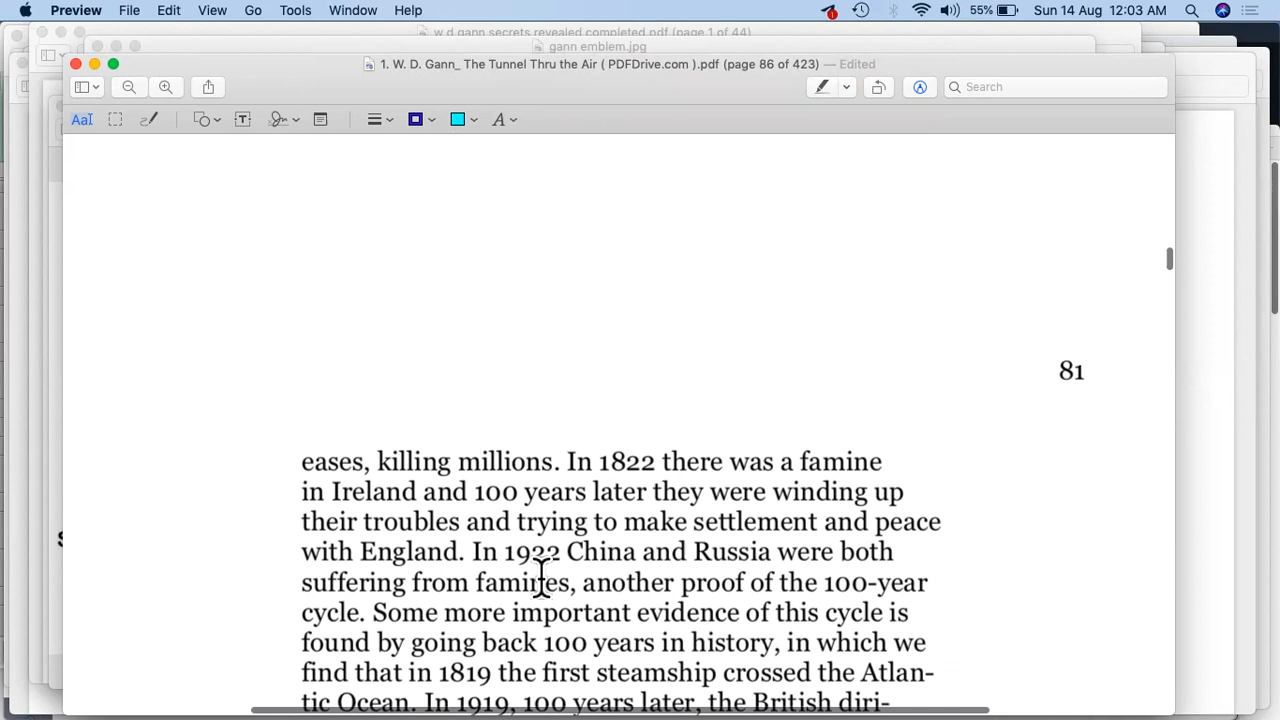 Preview File Edit View Go Tools Window Help 55% Sun 14 Aug 12:03 AM
w d gann secrets revealed completed.pdf (page 1 of 44)
gann emblem.jpg
1. W. D. Gann_ The Tunnel Thru the Air ( PDFDrive.com ).pdf (page 86 of 423) — Edited
Search
AaI A
81
eases, killing millions. In 1822 there was a famine
in Ireland and 100 years later they were winding up
their troubles and trying to make settlement and peace
with England. In 1922 China and Russia were both
suffering from famines, another proof of the 100-year
cycle. Some more important evidence of this cycle is
found by going back 100 years in history, in which we
find that in 1819 the first steamship crossed the Atlan-
tic Ocean. In 1919, 100 years later, the British diri-